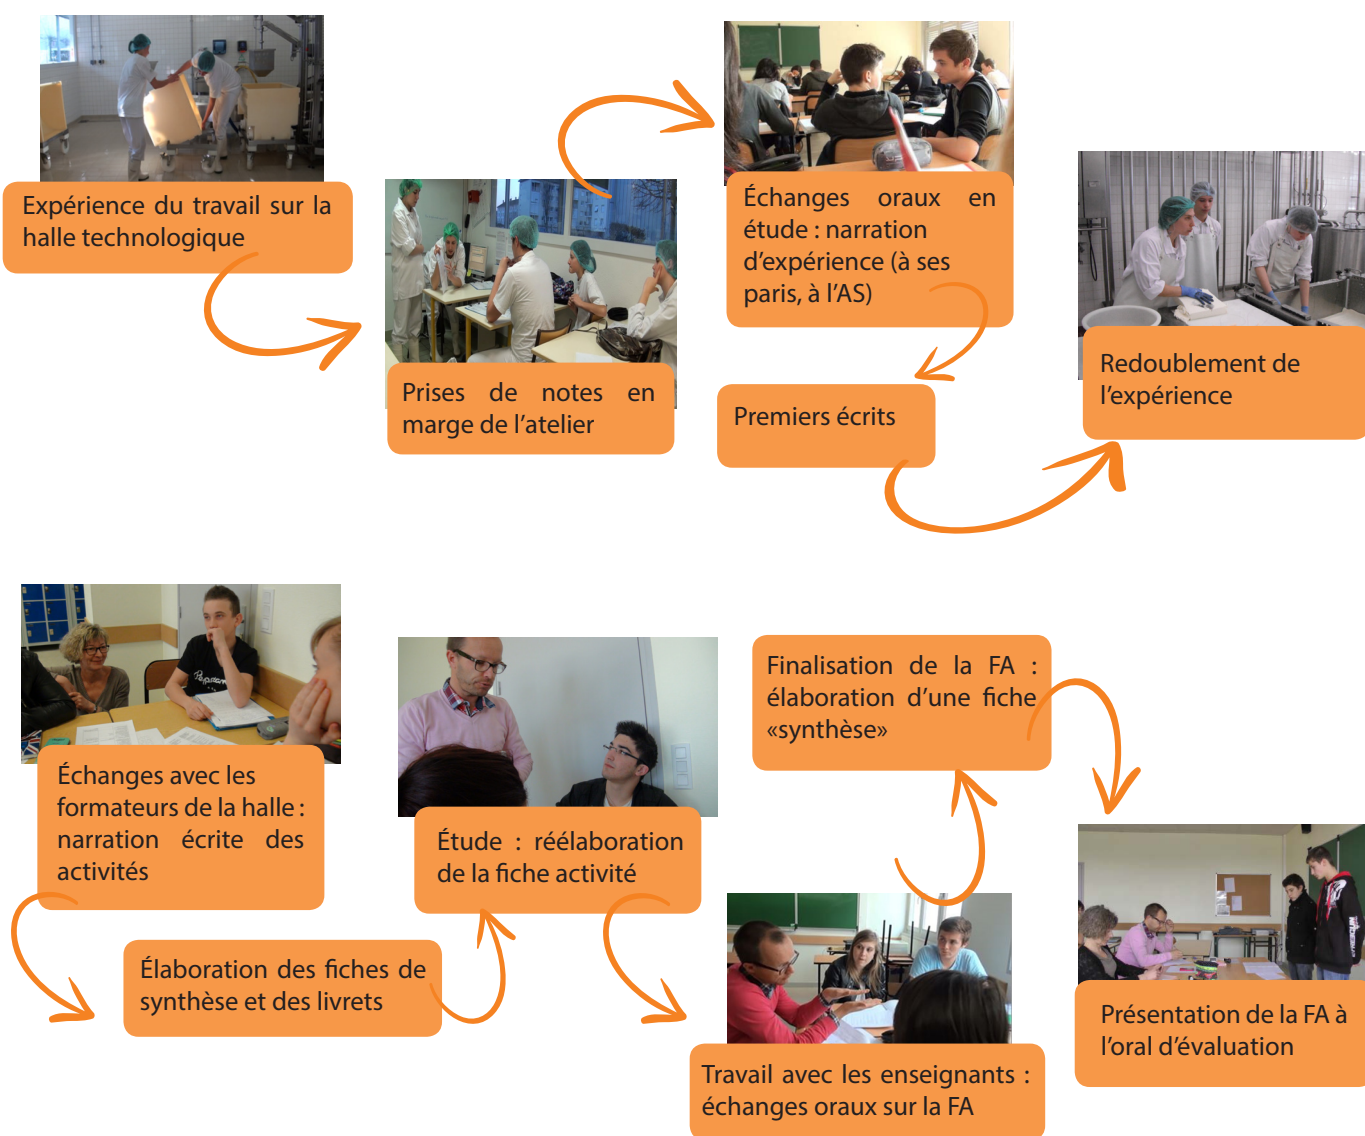 Expérience du travail sur la
halle technologique
Prises de notes en
marge de l'atelier
Échanges oraux en
étude : narration
d'expérience (à ses
paris, à l'AS)
Premiers écrits
Redoublement de
l'expérience
Échanges avec les
formateurs de la halle :
narration écrite des
activités
Élaboration des fiches de
synthèse et des livrets
Étude : réélaboration
de la fiche activité
Travail avec les enseignants :
échanges oraux sur la FA
Finalisation de la FA :
élaboration d'une fiche
«synthèse»
Présentation de la FA à
l'oral d'évaluation